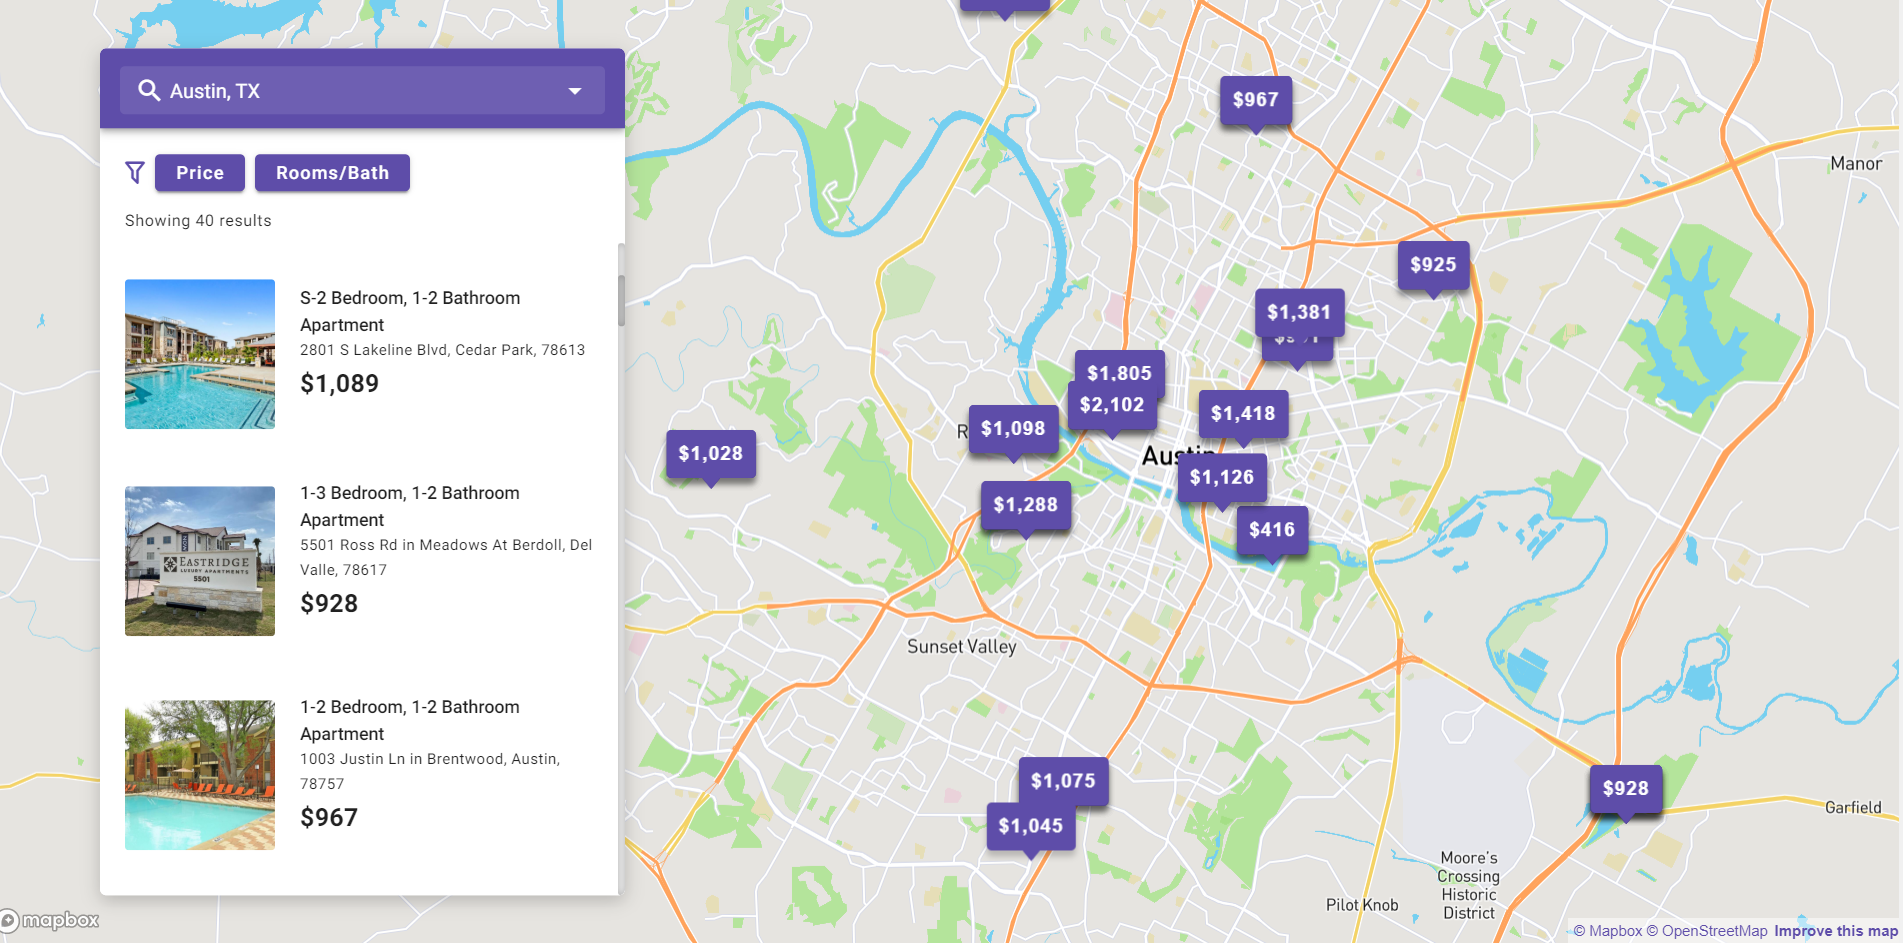 Austin, TX
Price
Rooms/Bath
Showing 40 results
S-2 Bedroom, 1-2 Bathroom
Apartment
2801 S Lakeline Blvd, Cedar Park, 78613
$1,089
EASTRIDGE
LUXURY APARTMENTS
5501
1-3 Bedroom, 1-2 Bathroom
Apartment
5501 Ross Rd in Meadows At Berdoll, Del
Valle, 78617
$928
1-2 Bedroom, 1-2 Bathroom
Apartment
1003 Justin Ln in Brentwood, Austin,
78757
$967
$967
Manor
$925
$1,381
$1,805
$2,102
$1,418
$1,098
$1,028
Austin
$1,126
$1,288
$416
Sunset Valley
$1,075
$1,045
$928
Garfield
Moore's
Crossing
Historic
District
Pilot Knob
mapbox
© Mapbox © OpenStreetMap Improve this map